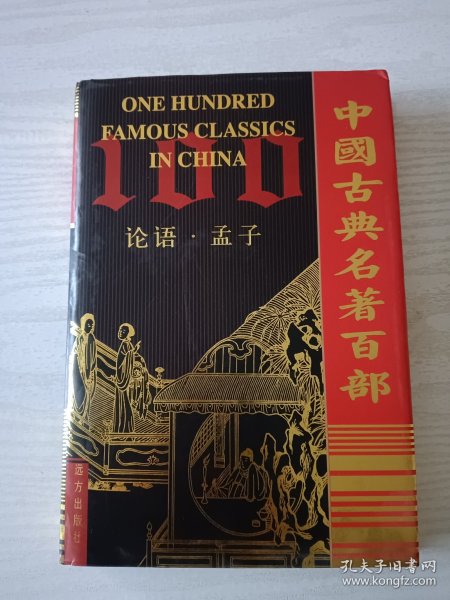 ONE HUNDRED
FAMOUS CLASSICS
IN CHINA
100
论语·孟子
中國古典名著百部
远方出版社
孔夫子旧书网
www.kongfz.com